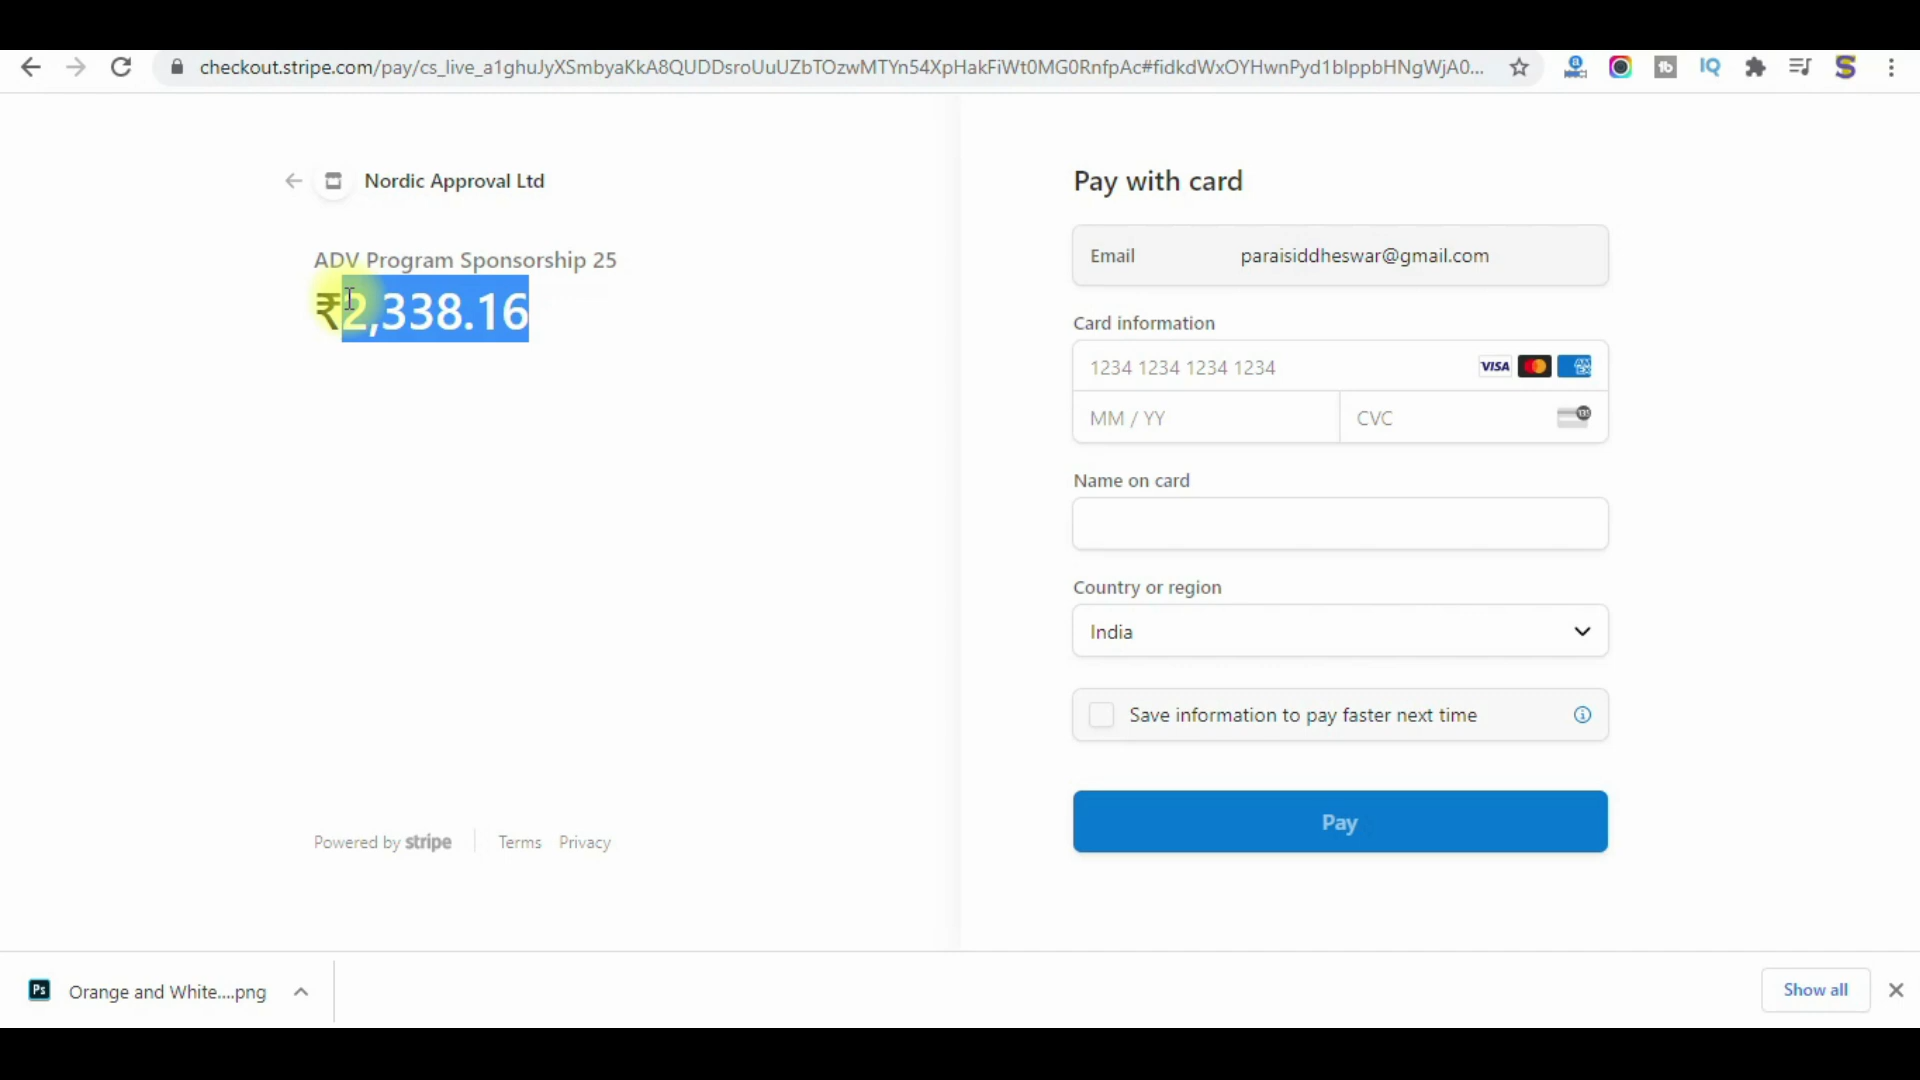 checkout.stripe.com/pay/cs_live_a1ghuJyXSmbyaKkA8QUDDsroUuUZbTOzwMTYn54XpHakFiWt0MG0RnfpAc#fidkdWxOYHwnPyd1blppbHNgWjA0...
Nordic Approval Ltd
ADV Program Sponsorship 25
₹2,338.16
Pay with card
Email paraisiddheswar@gmail.com
Card information
1234 1234 1234 1234 VISA
MM / YY CVC
Name on card
Country or region
India
Save information to pay faster next time
Pay
Powered by stripe Terms Privacy
Ps Orange and White....png
Show all